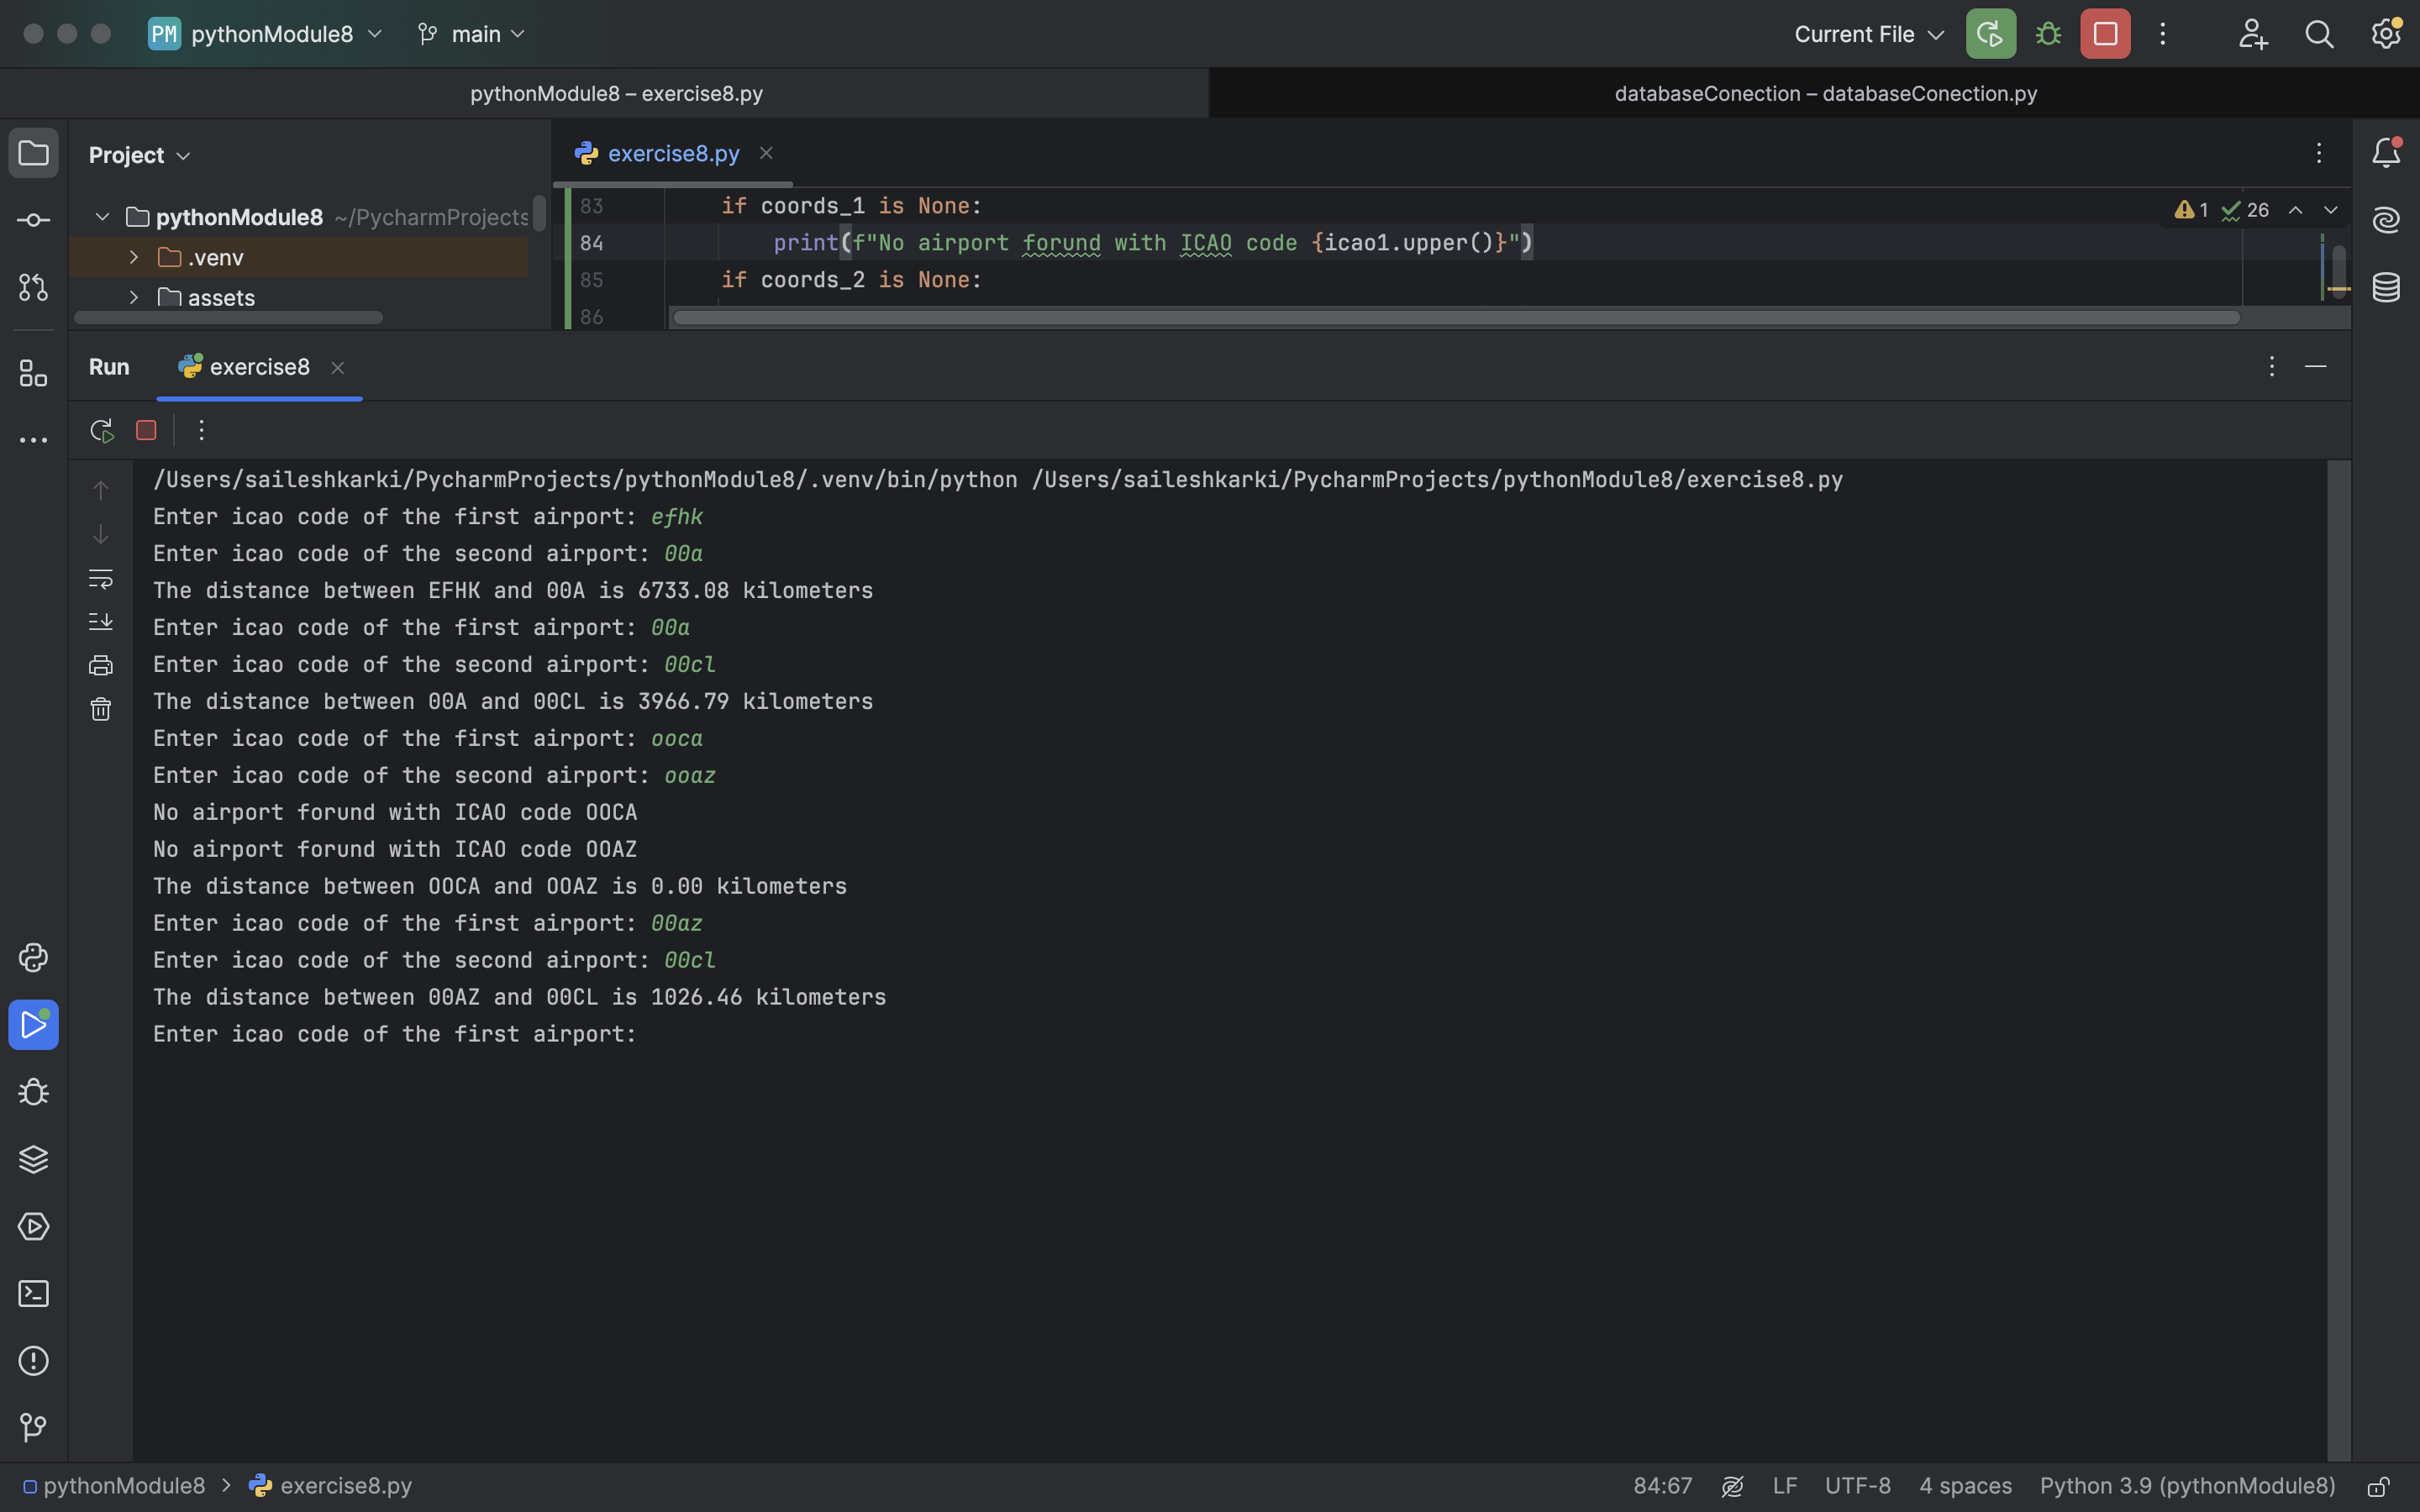 PM pythonModule8 main Current File
pythonModule8 – exercise8.py databaseConection – databaseConection.py
Project
exercise8.py
pythonModule8 ~/PycharmProjects
.venv
assets
83 if coords_1 is None:
84 print(f"No airport forund with ICAO code {icao1.upper()}")
85 if coords_2 is None:
86
1 26
Run exercise8
/Users/saileshkarki/PycharmProjects/pythonModule8/.venv/bin/python /Users/saileshkarki/PycharmProjects/pythonModule8/exercise8.py
Enter icao code of the first airport: efhk
Enter icao code of the second airport: 00a
The distance between EFHK and 00A is 6733.08 kilometers
Enter icao code of the first airport: 00a
Enter icao code of the second airport: 00cl
The distance between 00A and 00CL is 3966.79 kilometers
Enter icao code of the first airport: ooca
Enter icao code of the second airport: ooaz
No airport forund with ICAO code OOCA
No airport forund with ICAO code OOAZ
The distance between OOCA and OOAZ is 0.00 kilometers
Enter icao code of the first airport: 00az
Enter icao code of the second airport: 00cl
The distance between 00AZ and 00CL is 1026.46 kilometers
Enter icao code of the first airport:
pythonModule8 > exercise8.py 84:67 LF UTF-8 4 spaces Python 3.9 (pythonModule8)